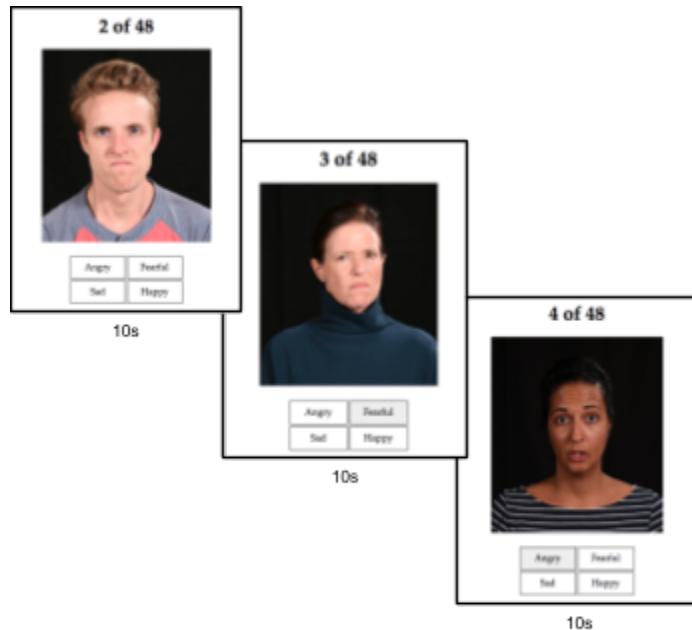 2 of 48
Angry Fearful
Sad Happy
10s
3 of 48
Angry Fearful
Sad Happy
10s
4 of 48
Angry Fearful
Sad Happy
10s